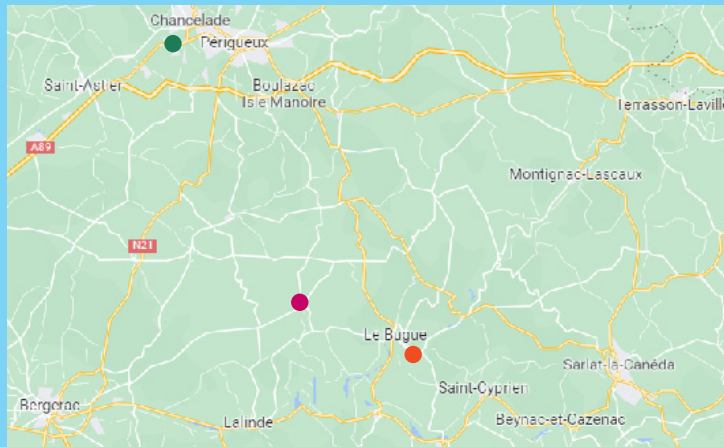 Chancelade
Périgueux
Saint-Astier
Boulazac
Isle Manoire
Terrasson-Laville
A89
Montignac-Lascaux
N21
Le Bugue
Sarlat-la-Canéda
Saint-Cyprien
Bergerac
Lalinde
Beynac-et-Cazenac